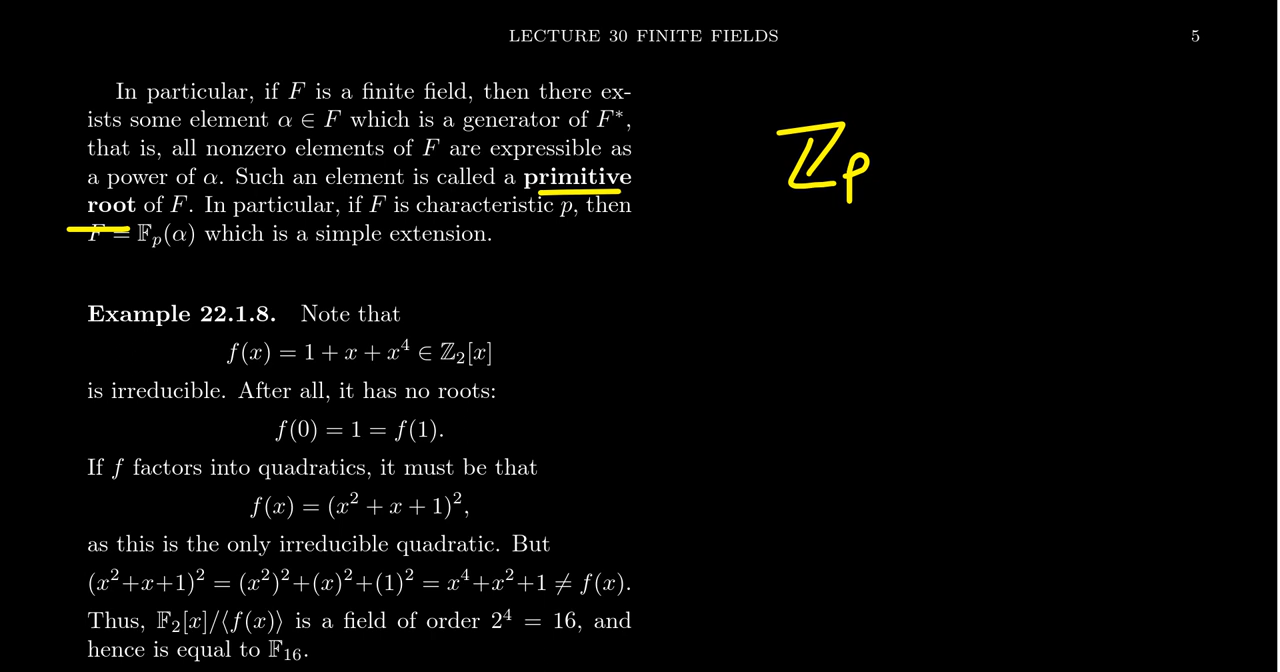 LECTURE 30 FINITE FIELDS 5
In particular, if F is a finite field, then there ex-
ists some element α ∈ F which is a generator of F*,
that is, all nonzero elements of F are expressible as
a power of α. Such an element is called a primitive
root of F. In particular, if F is characteristic p, then
F = 𝔽ₚ(α) which is a simple extension.
ℤₚ
Example 22.1.8. Note that
f(x) = 1 + x + x⁴ ∈ ℤ₂[x]
is irreducible. After all, it has no roots:
f(0) = 1 = f(1).
If f factors into quadratics, it must be that
f(x) = (x² + x + 1)²,
as this is the only irreducible quadratic. But
(x²+x+1)² = (x²)²+(x)²+(1)² = x⁴+x²+1 ≠ f(x).
Thus, 𝔽₂[x]/⟨f(x)⟩ is a field of order 2⁴ = 16, and
hence is equal to 𝔽₁₆.